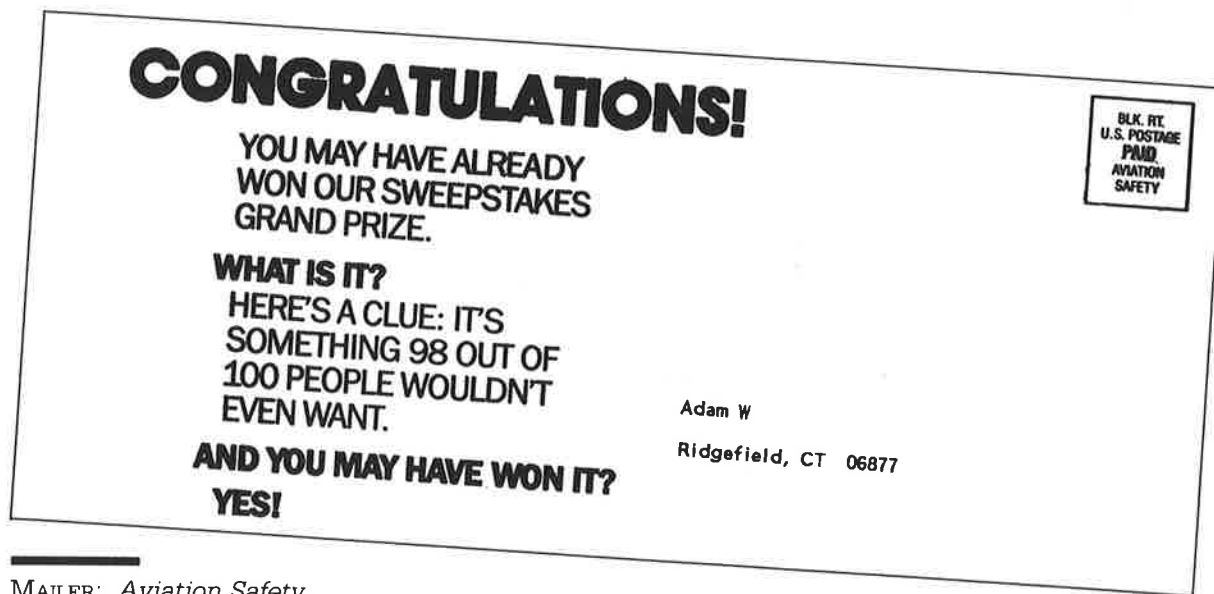 CONGRATULATIONS!
YOU MAY HAVE ALREADY
WON OUR SWEEPSTAKES
GRAND PRIZE.
WHAT IS IT?
HERE'S A CLUE: IT'S
SOMETHING 98 OUT OF
100 PEOPLE WOULDN'T
EVEN WANT.
AND YOU MAY HAVE WON IT?
YES!
BLK. RT.
U.S. POSTAGE
PAID
AVIATION
SAFETY
Adam W
Ridgefield, CT 06877
MAILER: Aviation Safety